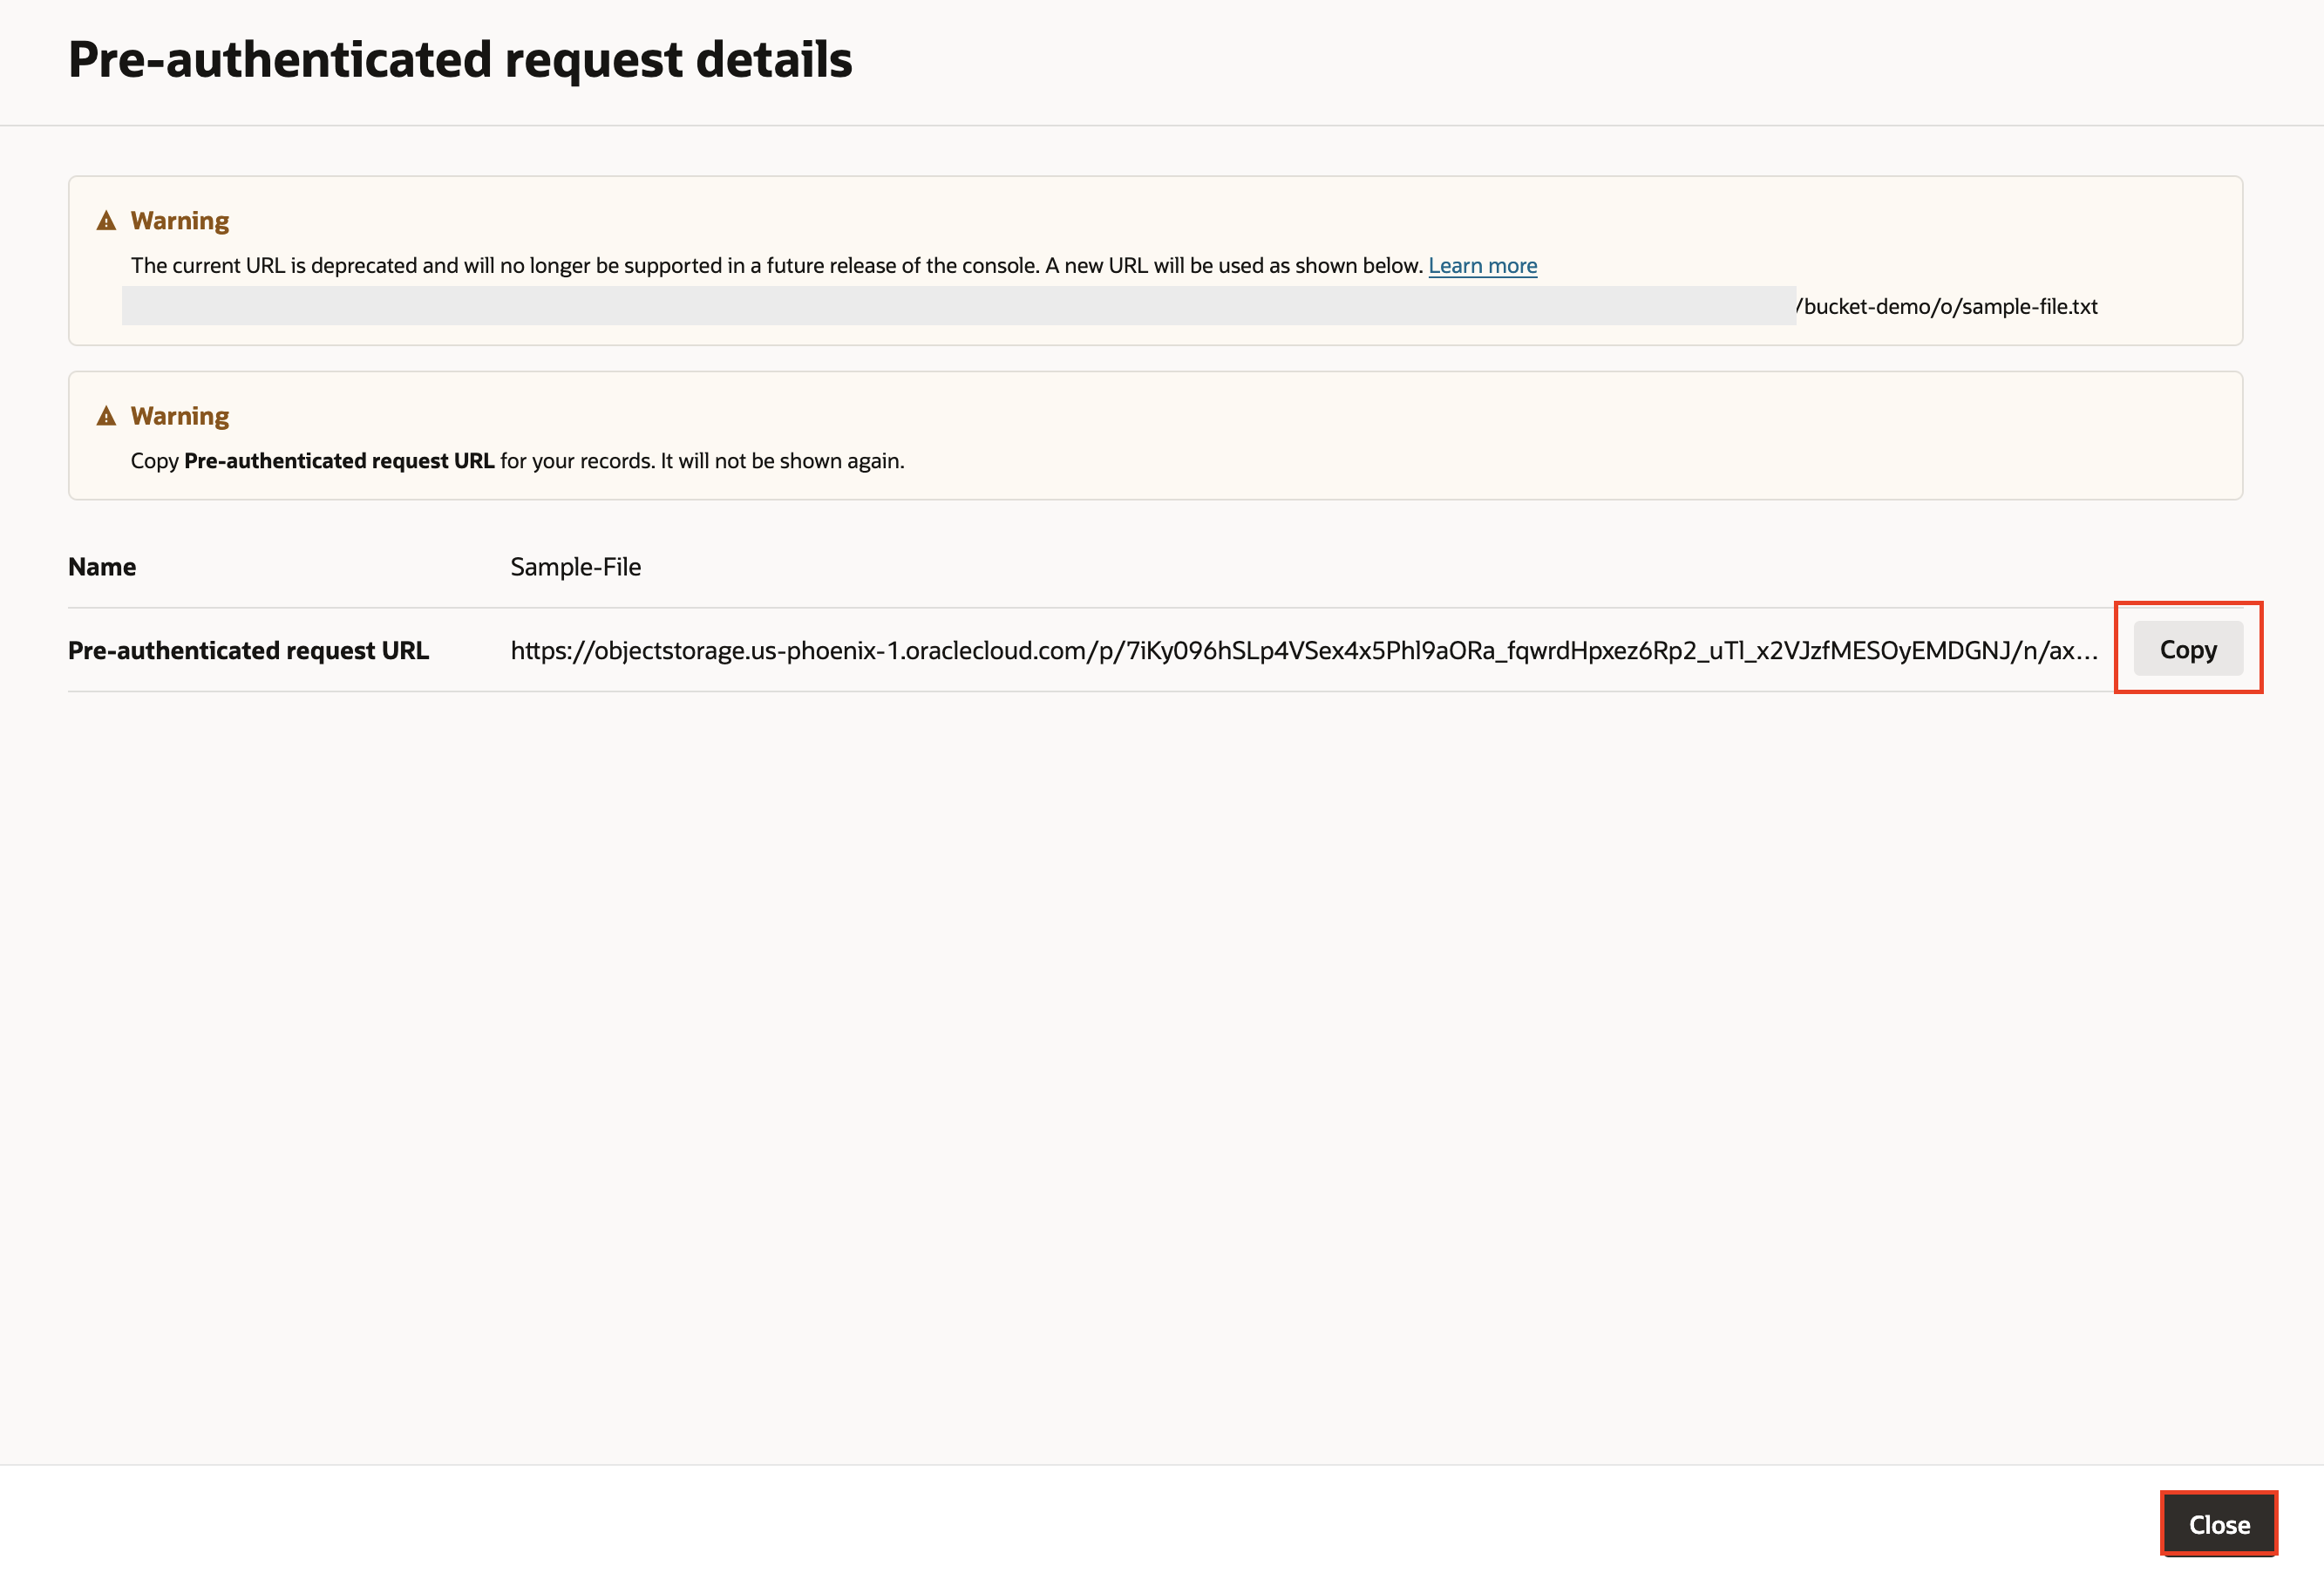 Pre-authenticated request details
Warning
The current URL is deprecated and will no longer be supported in a future release of the console. A new URL will be used as shown below. Learn more
/bucket-demo/o/sample-file.txt
Warning
Copy Pre-authenticated request URL for your records. It will not be shown again.
Name Sample-File
Pre-authenticated request URL https://objectstorage.us-phoenix-1.oraclecloud.com/p/7iKy096hSLp4VSex4x5Phl9aORa_fqwrdHpxez6Rp2_uTl_x2VJzfMESOyEMDGNJ/n/ax... Copy
Close